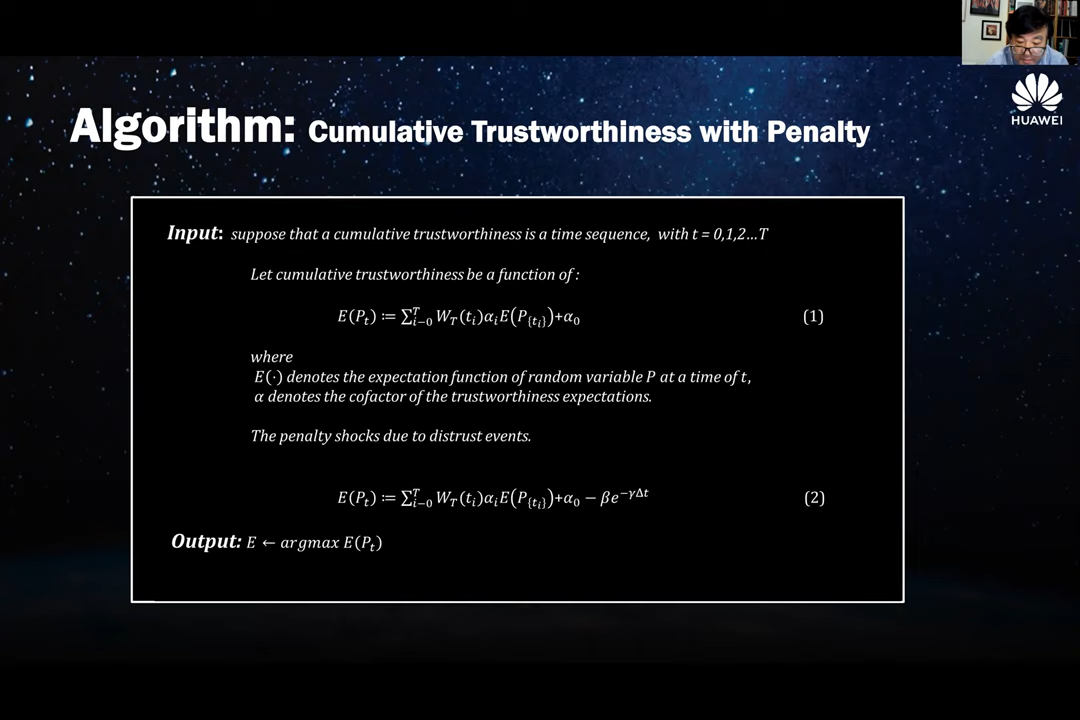 HUAWEI
Algorithm: Cumulative Trustworthiness with Penalty
Input: suppose that a cumulative trustworthiness is a time sequence, with t = 0,1,2...T
Let cumulative trustworthiness be a function of :
E(P_t) ≔ ∑_{i−0}^{T} W_T(t_i)α_i E(P_{{t_i}})+α_0 (1)
where
E(·) denotes the expectation function of random variable P at a time of t,
α denotes the cofactor of the trustworthiness expectations.
The penalty shocks due to distrust events.
E(P_t) ≔ ∑_{i−0}^{T} W_T(t_i)α_i E(P_{{t_i}})+α_0 − βe^{−γΔt} (2)
Output: E ← argmax E(P_t)